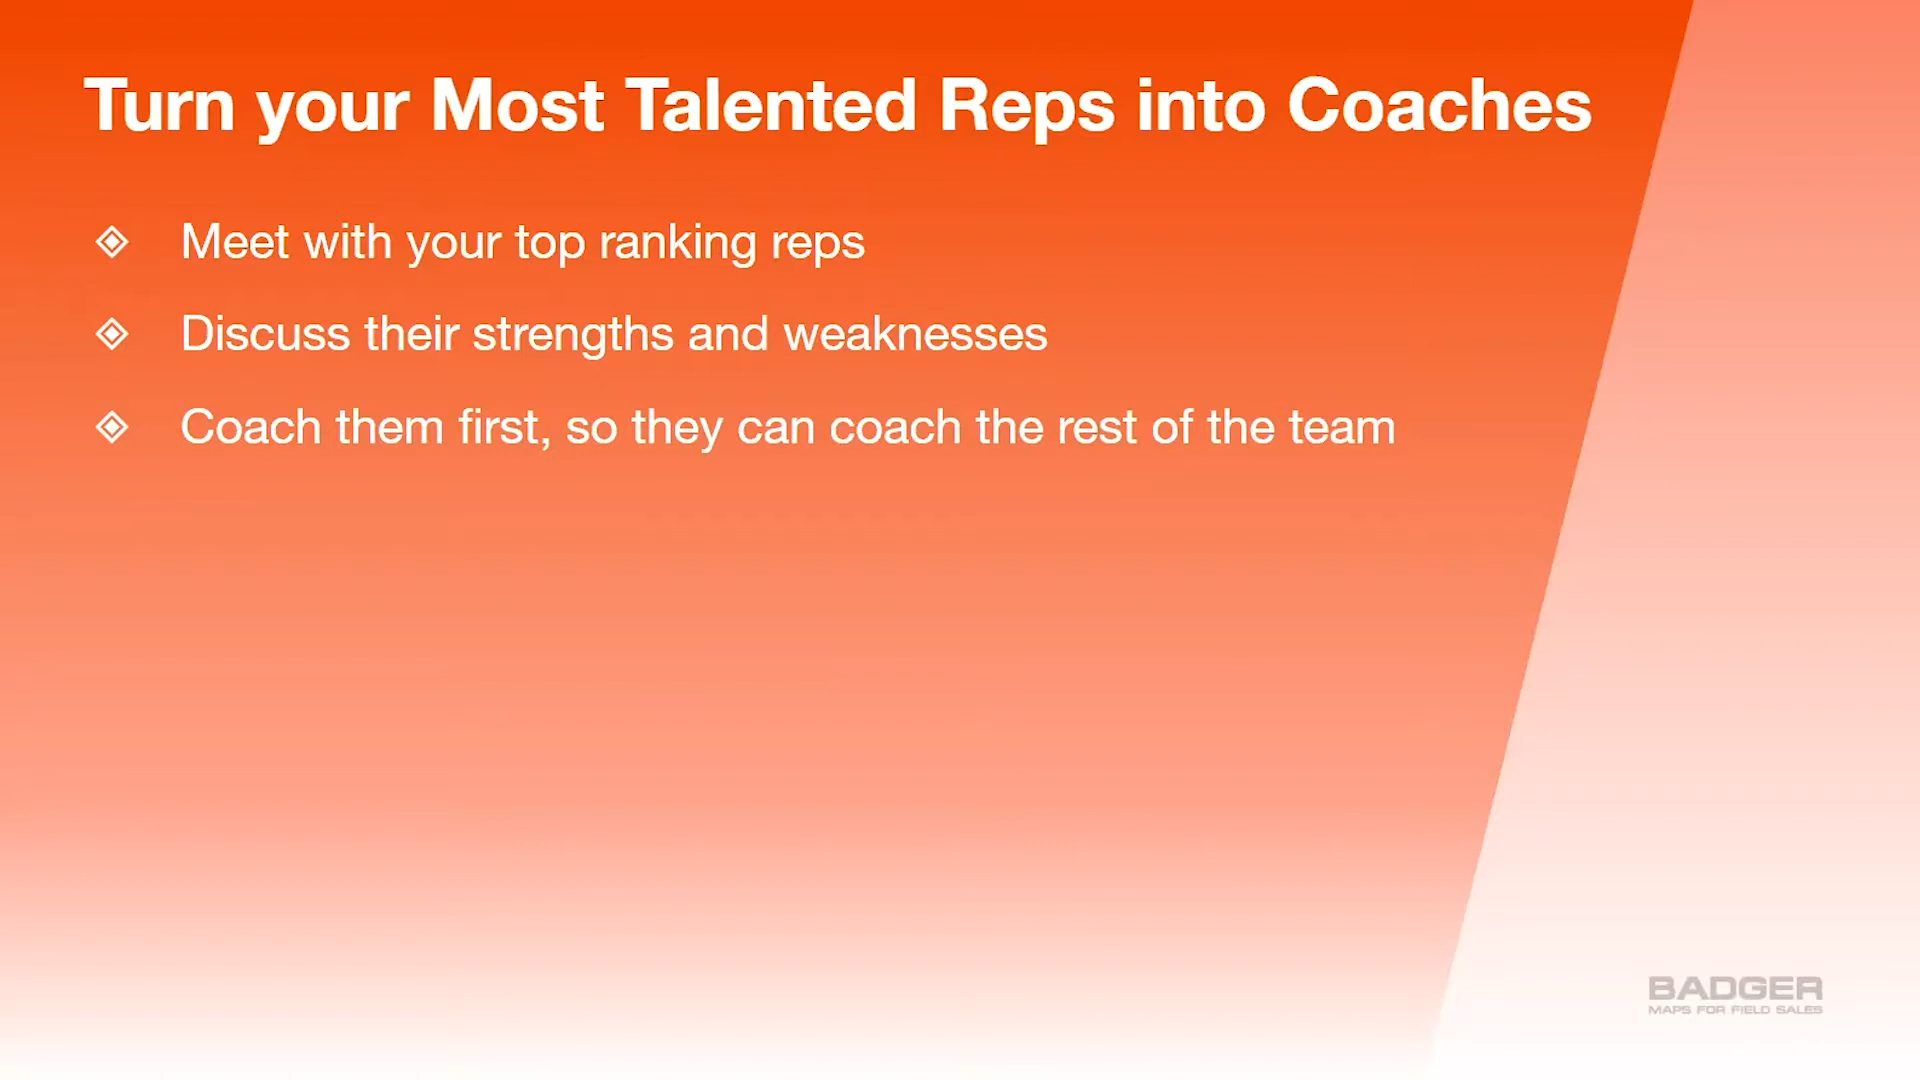 Turn your Most Talented Reps into Coaches
Meet with your top ranking reps
Discuss their strengths and weaknesses
Coach them first, so they can coach the rest of the team
BADGER
MAPS FOR FIELD SALES